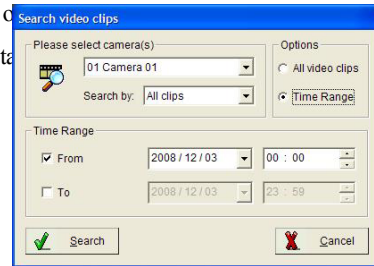 Search video clips
Please select camera(s)
01 Camera 01
Search by: All clips
Options
All video clips
Time Range
Time Range
From 2008 / 12 / 03 00 : 00
To 2008 / 12 / 03 23 : 59
Search Cancel